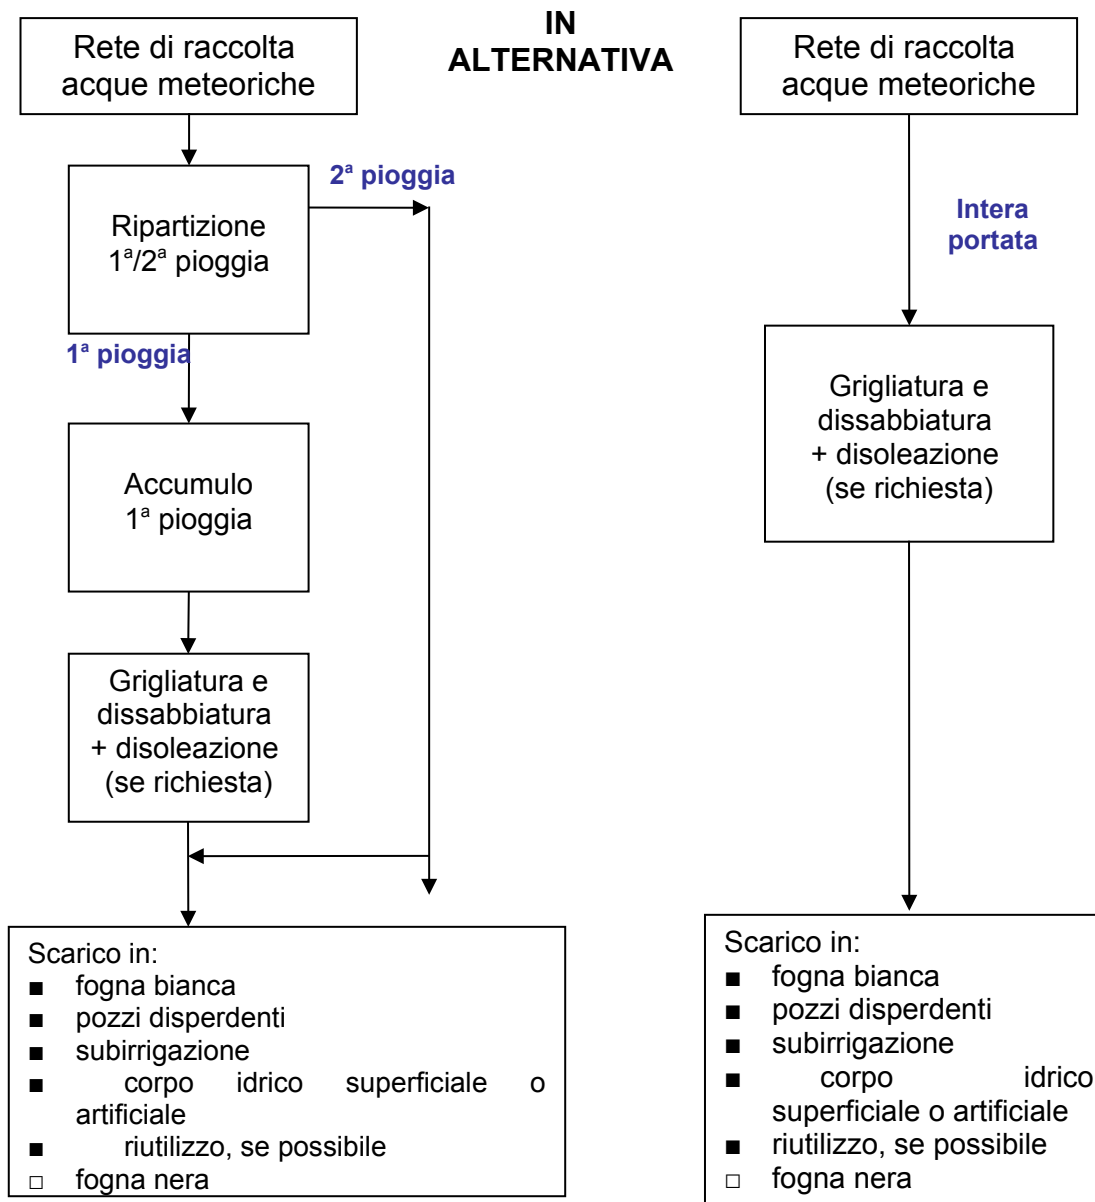 Rete di raccolta
acque meteoriche
2ª pioggia
Ripartizione
1ª/2ª pioggia
1ª pioggia
Accumulo
1ª pioggia
Grigliatura e
dissabbiatura
+ disoleazione
(se richiesta)
Scarico in:
■ fogna bianca
■ pozzi disperdenti
■ subirrigazione
■ corpo idrico superficiale o
artificiale
■ riutilizzo, se possibile
□ fogna nera
IN
ALTERNATIVA
Rete di raccolta
acque meteoriche
Intera
portata
Grigliatura e
dissabbiatura
+ disoleazione
(se richiesta)
Scarico in:
■ fogna bianca
■ pozzi disperdenti
■ subirrigazione
■ corpo idrico
superficiale o artificiale
■ riutilizzo, se possibile
□ fogna nera